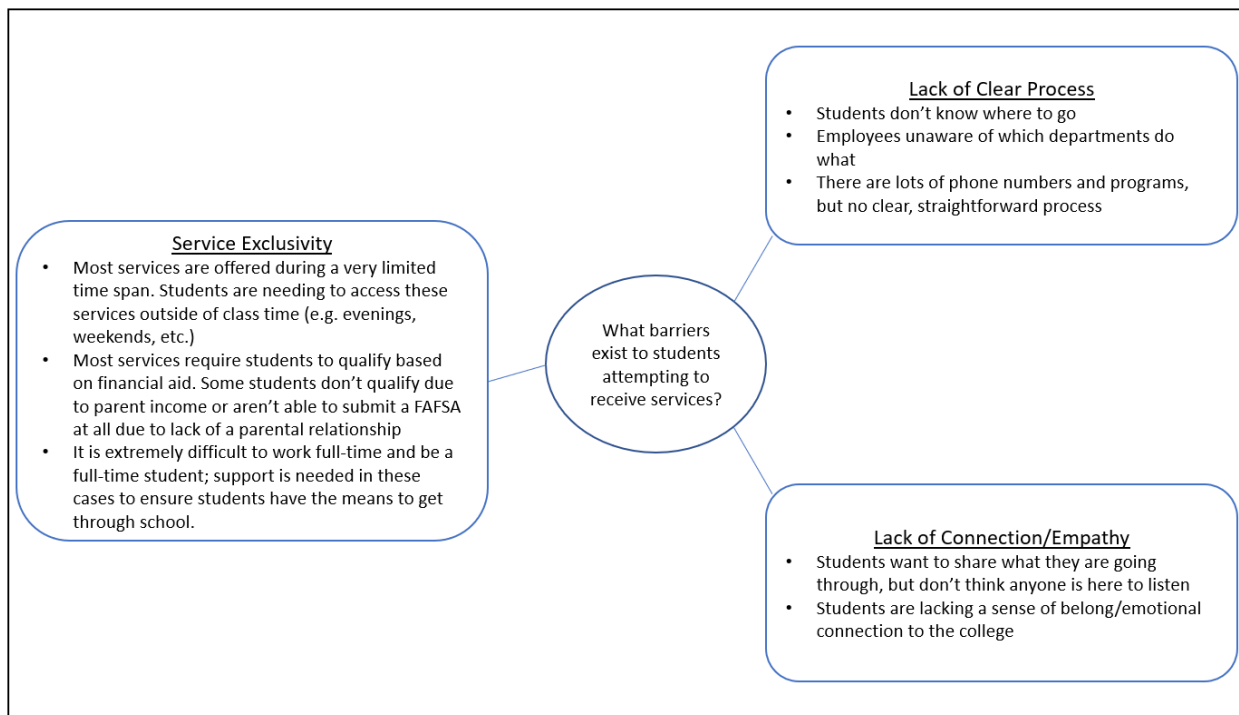 Lack of Clear Process
• Students don't know where to go
• Employees unaware of which departments do
what
• There are lots of phone numbers and programs,
but no clear, straightforward process
Service Exclusivity
• Most services are offered during a very limited
time span. Students are needing to access these
services outside of class time (e.g. evenings,
weekends, etc.)
• Most services require students to qualify based
on financial aid. Some students don't qualify due
to parent income or aren't able to submit a FAFSA
at all due to lack of a parental relationship
• It is extremely difficult to work full-time and be a
full-time student; support is needed in these
cases to ensure students have the means to get
through school.
What barriers
exist to students
attempting to
receive services?
Lack of Connection/Empathy
• Students want to share what they are going
through, but don't think anyone is here to listen
• Students are lacking a sense of belong/emotional
connection to the college